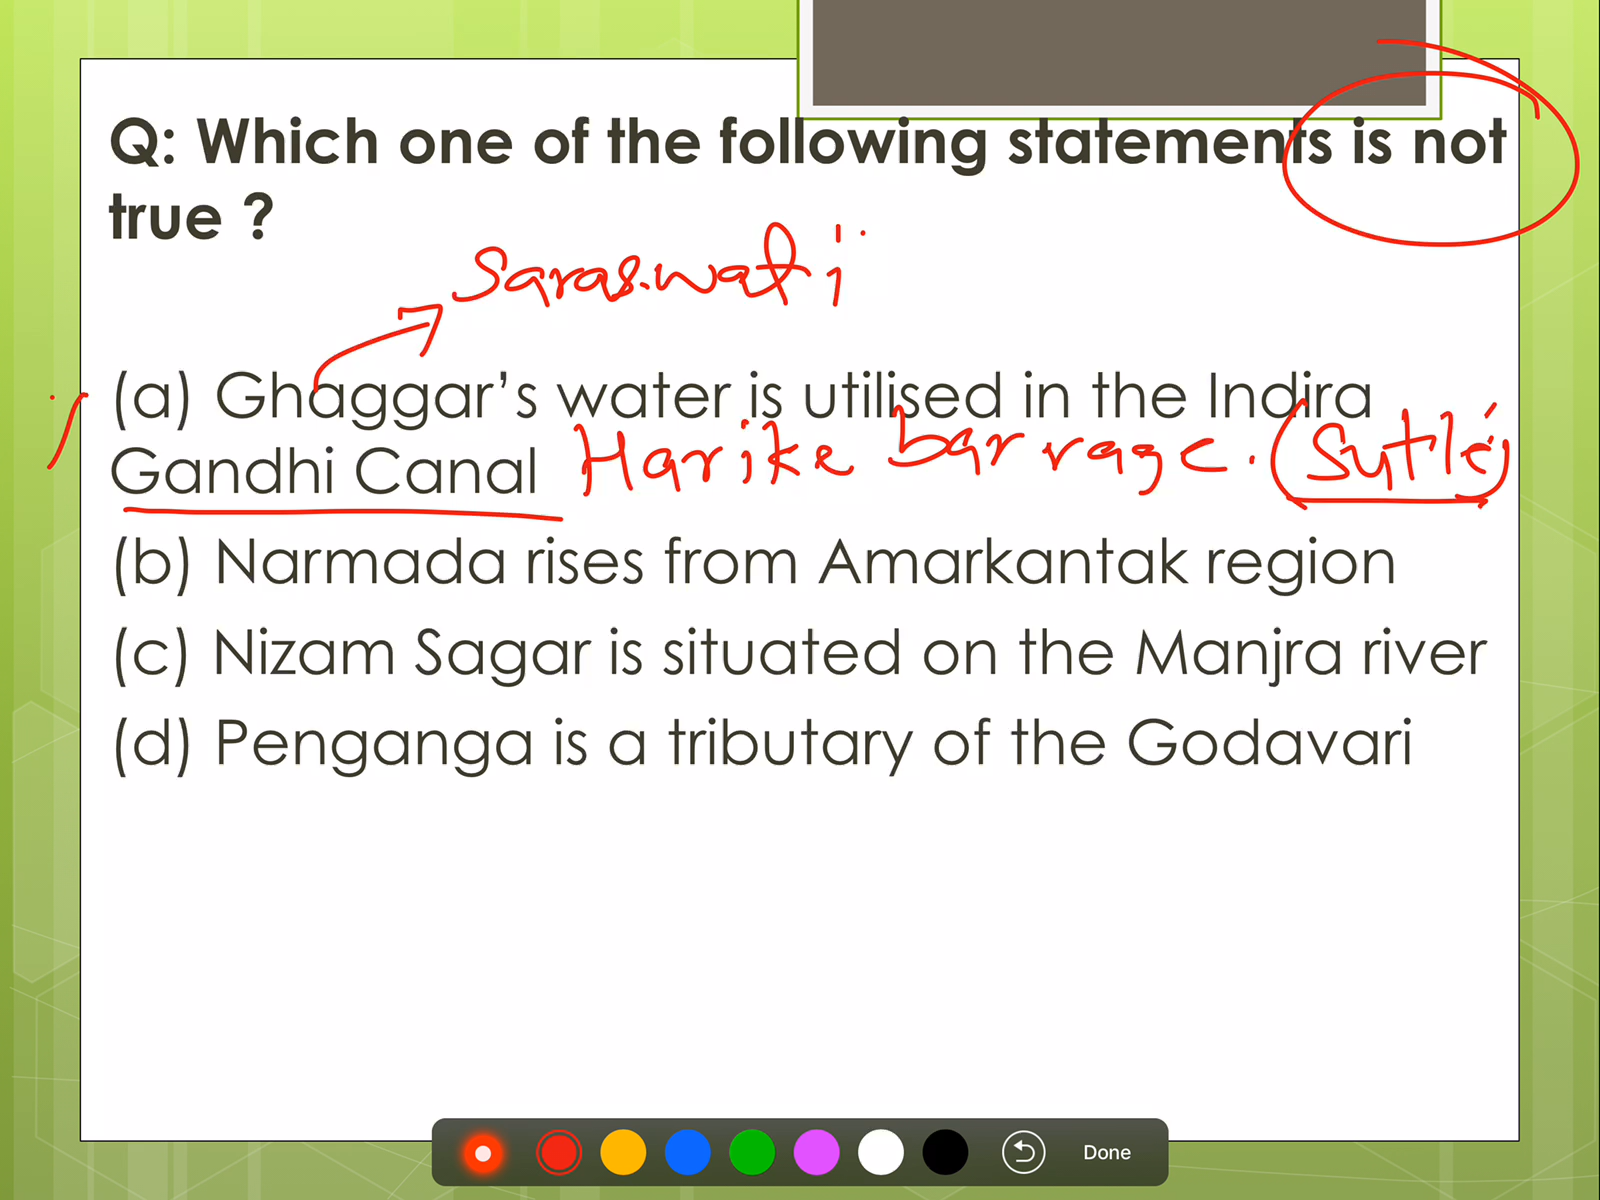 Q: Which one of the following statements is not
true ?
Saraswati
(a) Ghaggar’s water is utilised in the Indira
Gandhi Canal Harike barrage. (Sutlej)
(b) Narmada rises from Amarkantak region
(c) Nizam Sagar is situated on the Manjra river
(d) Penganga is a tributary of the Godavari
Done